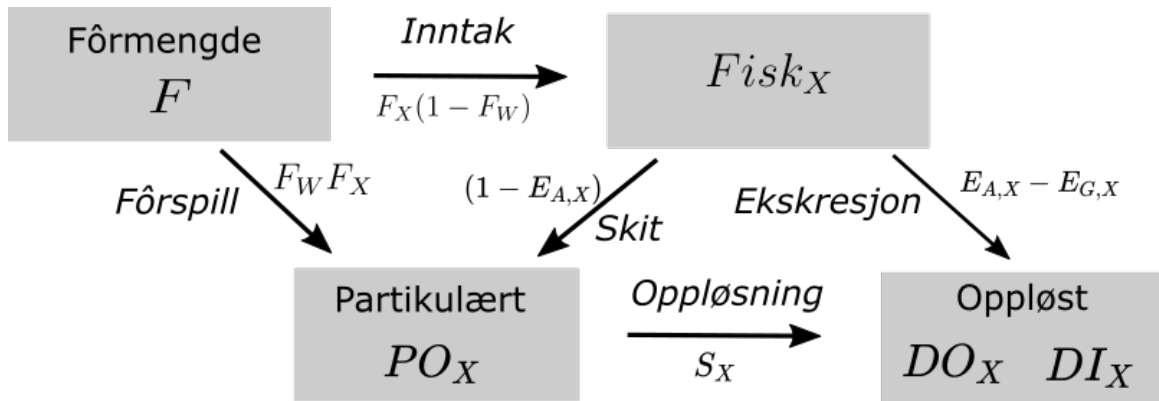 Fôrmengde
F
Inntak
F_X(1 − F_W)
Fisk_X
Fôrspill
F_W F_X
(1 − E_{A,X})
Skit
Ekskresjon
E_{A,X} − E_{G,X}
Partikulært
PO_X
Oppløsning
S_X
Oppløst
DO_X DI_X